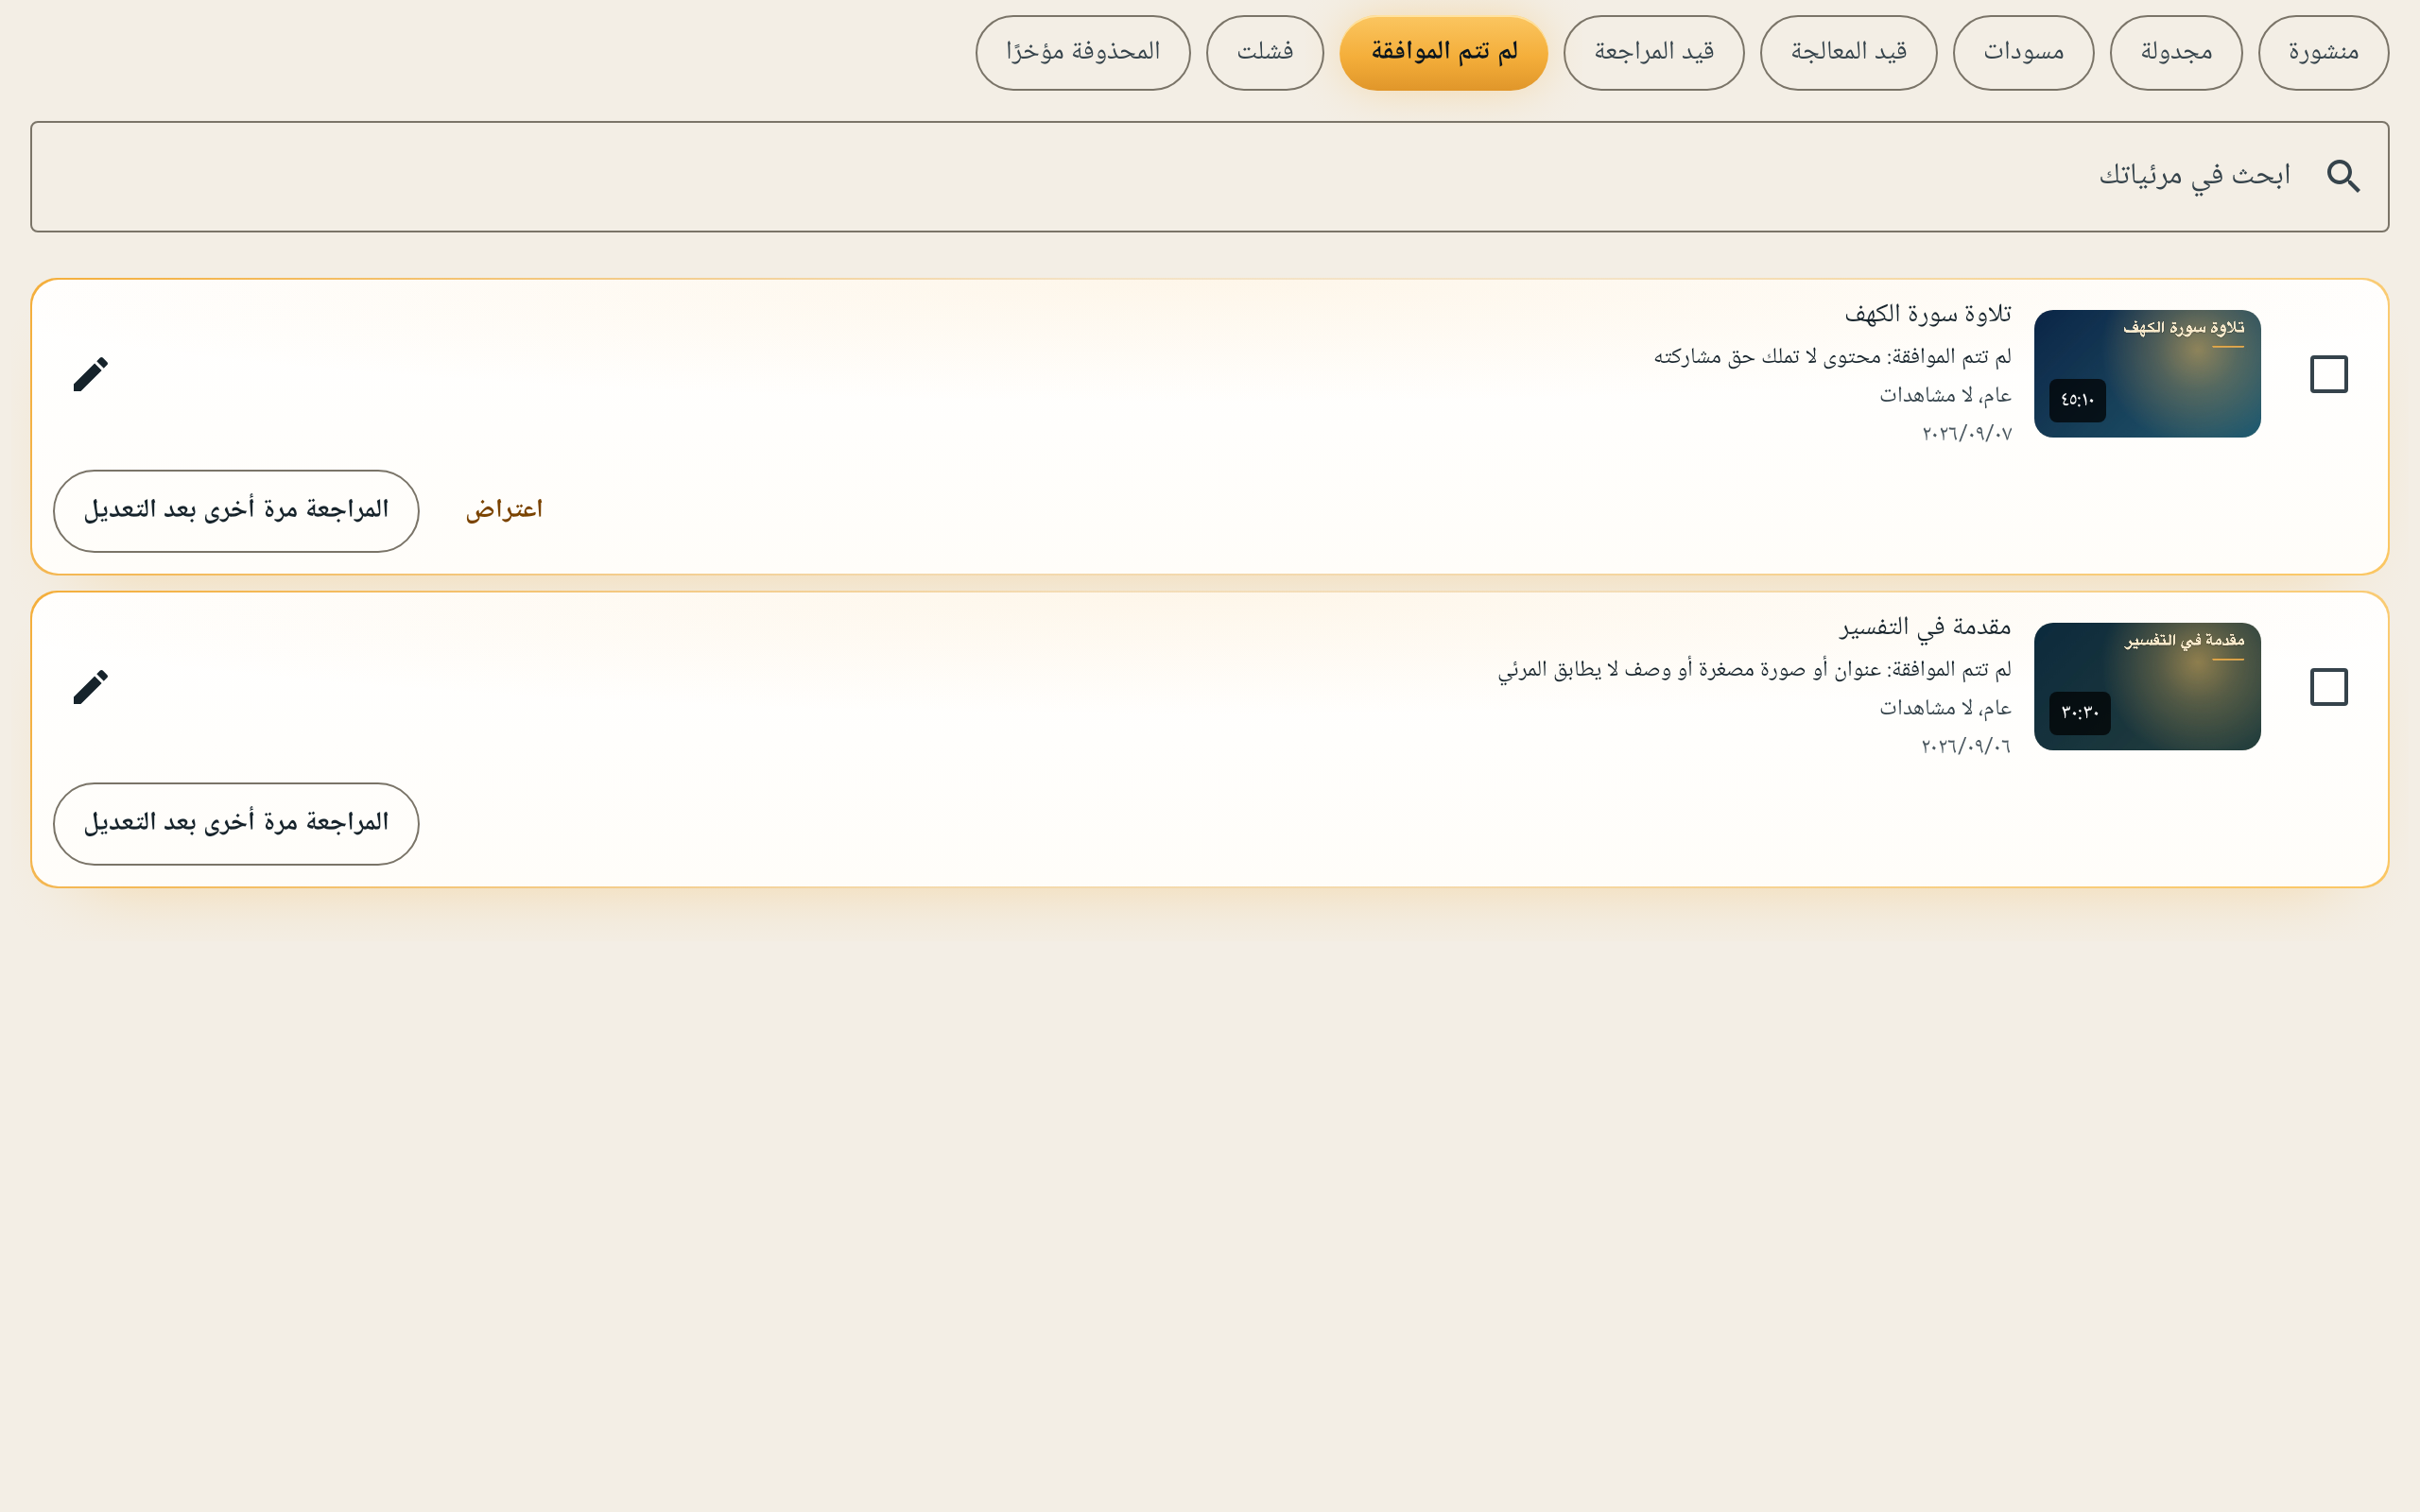 منشورة
مجدولة
مسودات
قيد المعالجة
قيد المراجعة
لم تتم الموافقة
فشلت
المحذوفة مؤخرًا
ابحث في مرئياتك
تلاوة سورة الكهف
٤٥:١٠
تلاوة سورة الكهف
لم تتم الموافقة: محتوى لا تملك حق مشاركته
عام، لا مشاهدات
٢٠٢٦/٠٩/٠٧
اعتراض
المراجعة مرة أخرى بعد التعديل
مقدمة في التفسير
٣٠:٣٠
مقدمة في التفسير
لم تتم الموافقة: عنوان أو صورة مصغرة أو وصف لا يطابق المرئي
عام، لا مشاهدات
٢٠٢٦/٠٩/٠٦
المراجعة مرة أخرى بعد التعديل